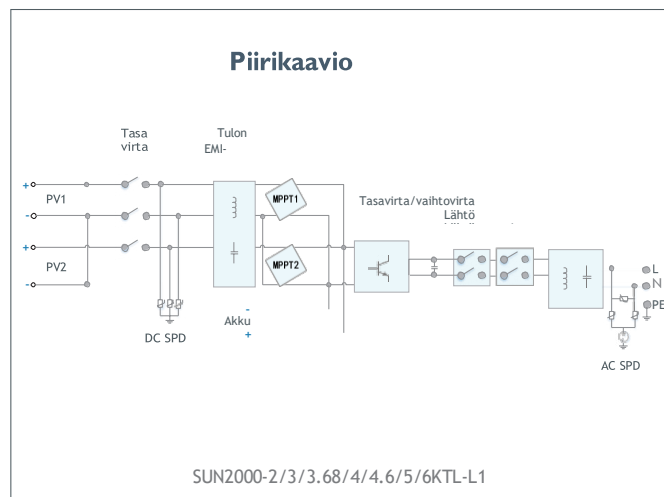 Piirikaavio
Tasa
virta
Tulon
EMI-
+
PV1
-
+
PV2
-
MPPT1
MPPT2
Tasavirta/vaihtovirta
Lähtö
-
Akku
+
DC SPD
L
N
PE
AC SPD
SUN2000-2/3/3.68/4/4.6/5/6KTL-L1